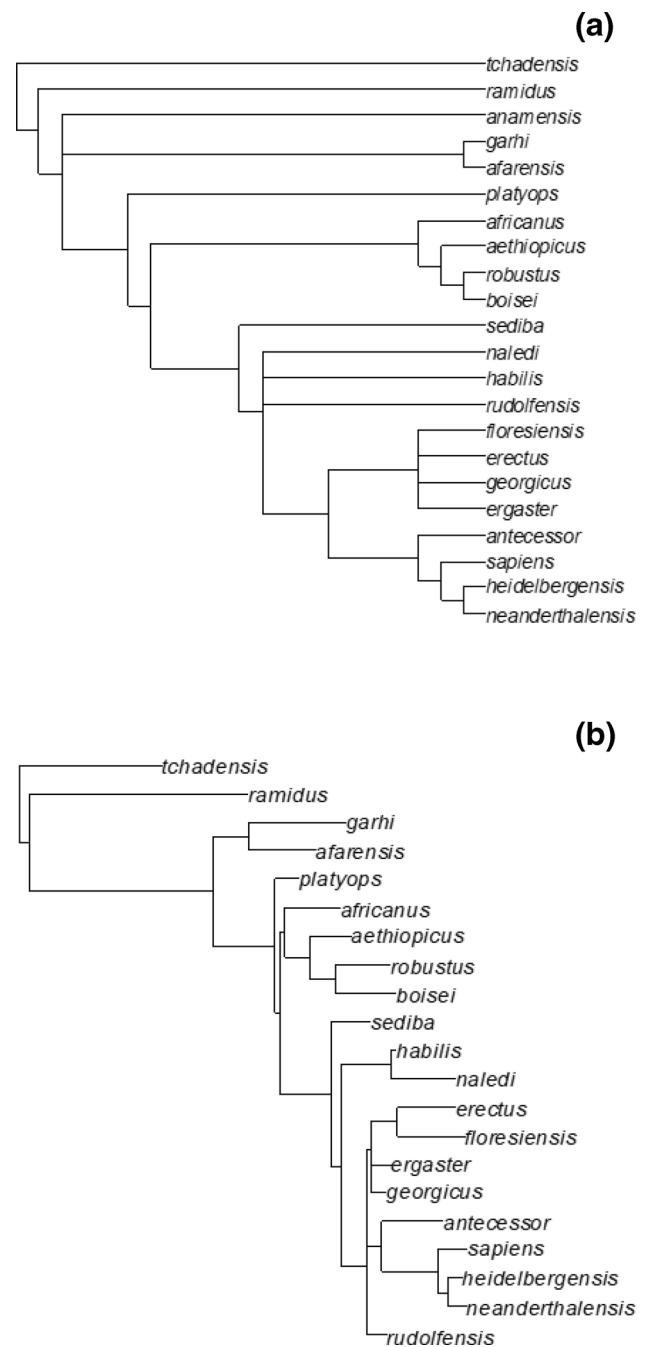 (a)
tchadensis
ramidus
anamensis
garhi
afarensis
platyops
africanus
aethiopicus
robustus
boisei
sediba
naledi
habilis
rudolfensis
floresiensis
erectus
georgicus
ergaster
antecessor
sapiens
heidelbergensis
neanderthalensis
(b)
tchadensis
ramidus
garhi
afarensis
platyops
africanus
aethiopicus
robustus
boisei
sediba
habilis
naledi
erectus
floresiensis
ergaster
georgicus
antecessor
sapiens
heidelbergensis
neanderthalensis
rudolfensis